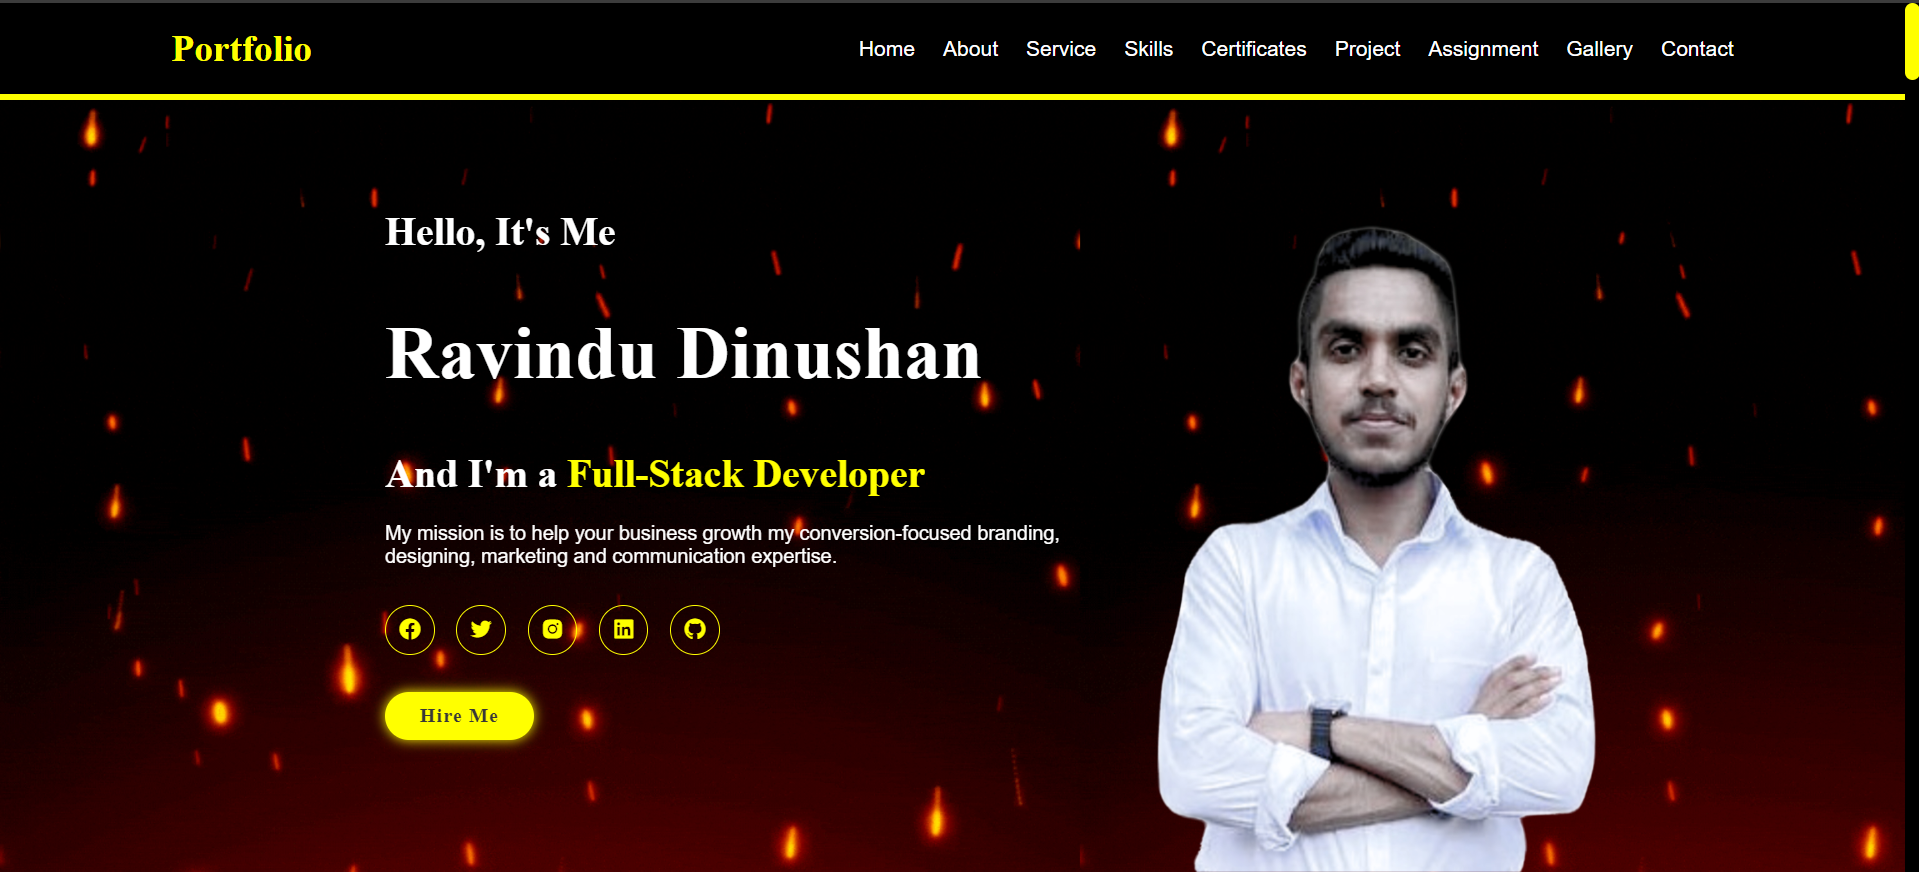 Portfolio
Home About Service Skills Certificates Project Assignment Gallery Contact
Hello, It's Me
Ravindu Dinushan
And I'm a Full-Stack Developer
My mission is to help your business growth my conversion-focused branding,
designing, marketing and communication expertise.
Hire Me